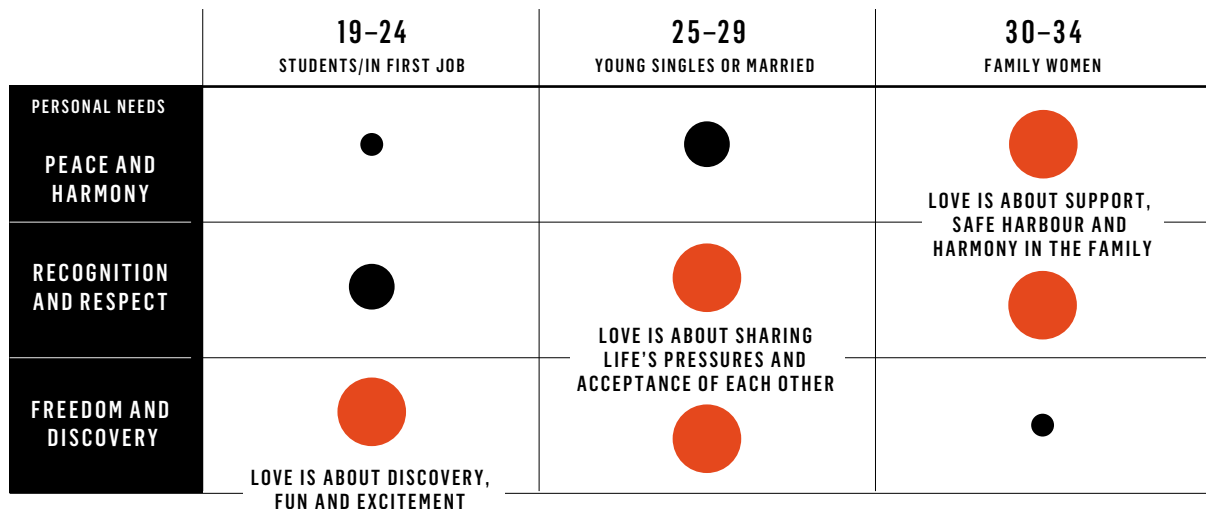 19–24
STUDENTS/IN FIRST JOB
25–29
YOUNG SINGLES OR MARRIED
30–34
FAMILY WOMEN
PERSONAL NEEDS
PEACE AND
HARMONY
LOVE IS ABOUT SUPPORT,
SAFE HARBOUR AND
HARMONY IN THE FAMILY
RECOGNITION
AND RESPECT
LOVE IS ABOUT SHARING
LIFE'S PRESSURES AND
ACCEPTANCE OF EACH OTHER
FREEDOM AND
DISCOVERY
LOVE IS ABOUT DISCOVERY,
FUN AND EXCITEMENT